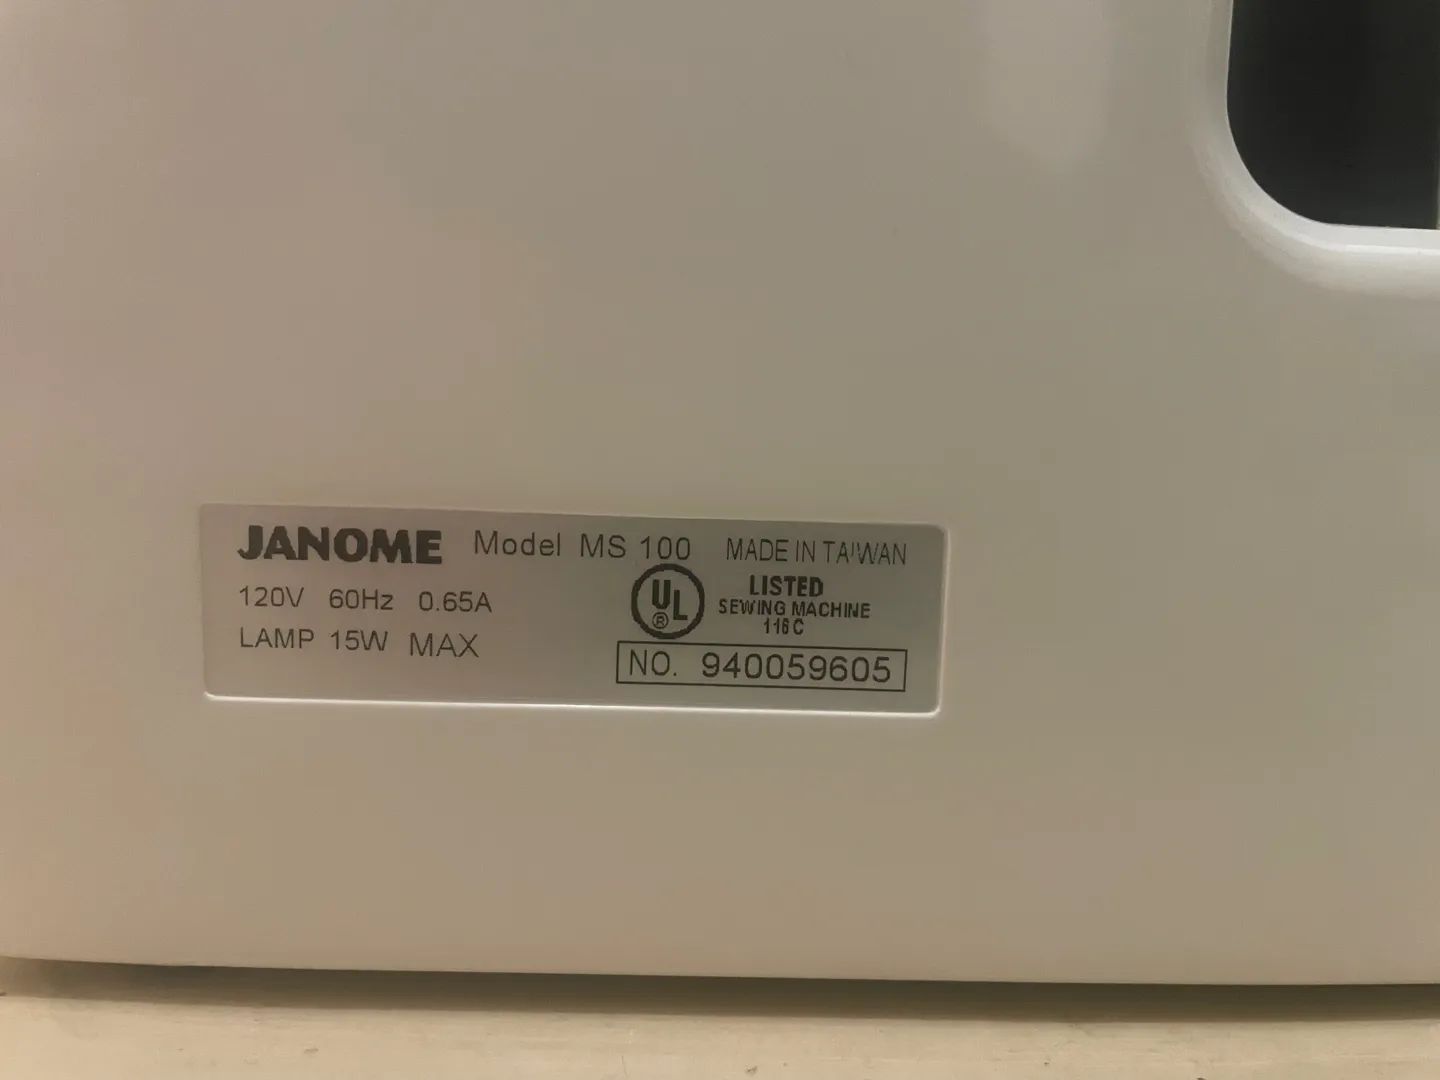 JANOME Model MS 100 MADE IN TAIWAN
120V 60Hz 0.65A
LAMP 15W MAX
UL ®
LISTED
SEWING MACHINE
116C
NO. 940059605